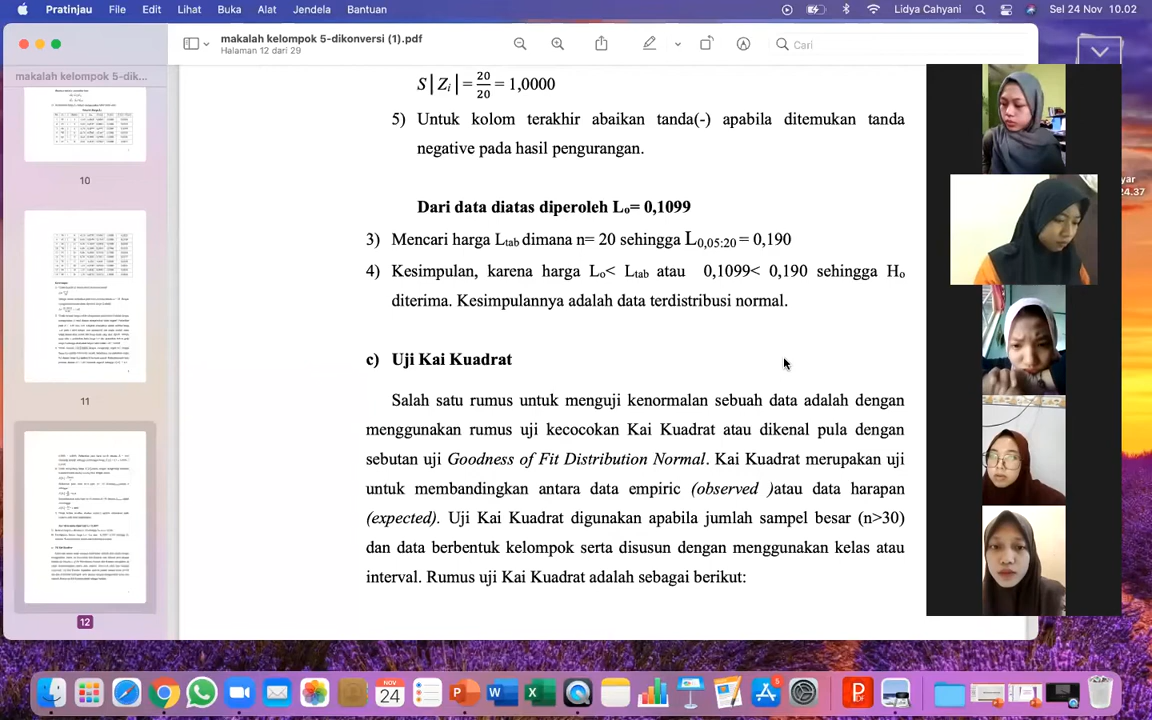 Pratinjau File Edit Lihat Alat Jendela Bantuan
Lidya Cahyani Sel 24 Nov 10.02
makalah kelompok 5-dikonversi (1).pdf
Halaman 12 dari 29
Cari
makalah kelompok 5-dik...
10
11
12
S|Zi| = 20/20 = 1,0000
5) Untuk kolom terakhir abaikan tanda(-) apabila ditemukan tanda
negative pada hasil pengurangan.
Dari data diatas diperoleh Lo= 0,1099
3) Mencari harga Ltab dimana n= 20 sehingga L0,05:20 = 0,190
4) Kesimpulan, karena harga Lo< Ltab atau 0,1099< 0,190 sehingga Ho
diterima. Kesimpulannya adalah data terdistribusi normal.
c) Uji Kai Kuadrat
Salah satu rumus untuk menguji kenormalan sebuah data adalah dengan
menggunakan rumus uji kecocokan Kai Kuadrat atau dikenal pula dengan
sebutan uji Goodness of Fit Distribution Normal. Kai Kuadrat merupakan uji
untuk membandingkan antara data empiric (observed )atau data harapan
(expected). Uji Kai Kuadrat digunakan apabila jumlah sampel besar (n>30)
dan data berbentuk kelompok serta disusun dengan menggunakan kelas atau
interval. Rumus uji Kai Kuadrat adalah sebagai berikut:
yar
24.37
NOV
24
5